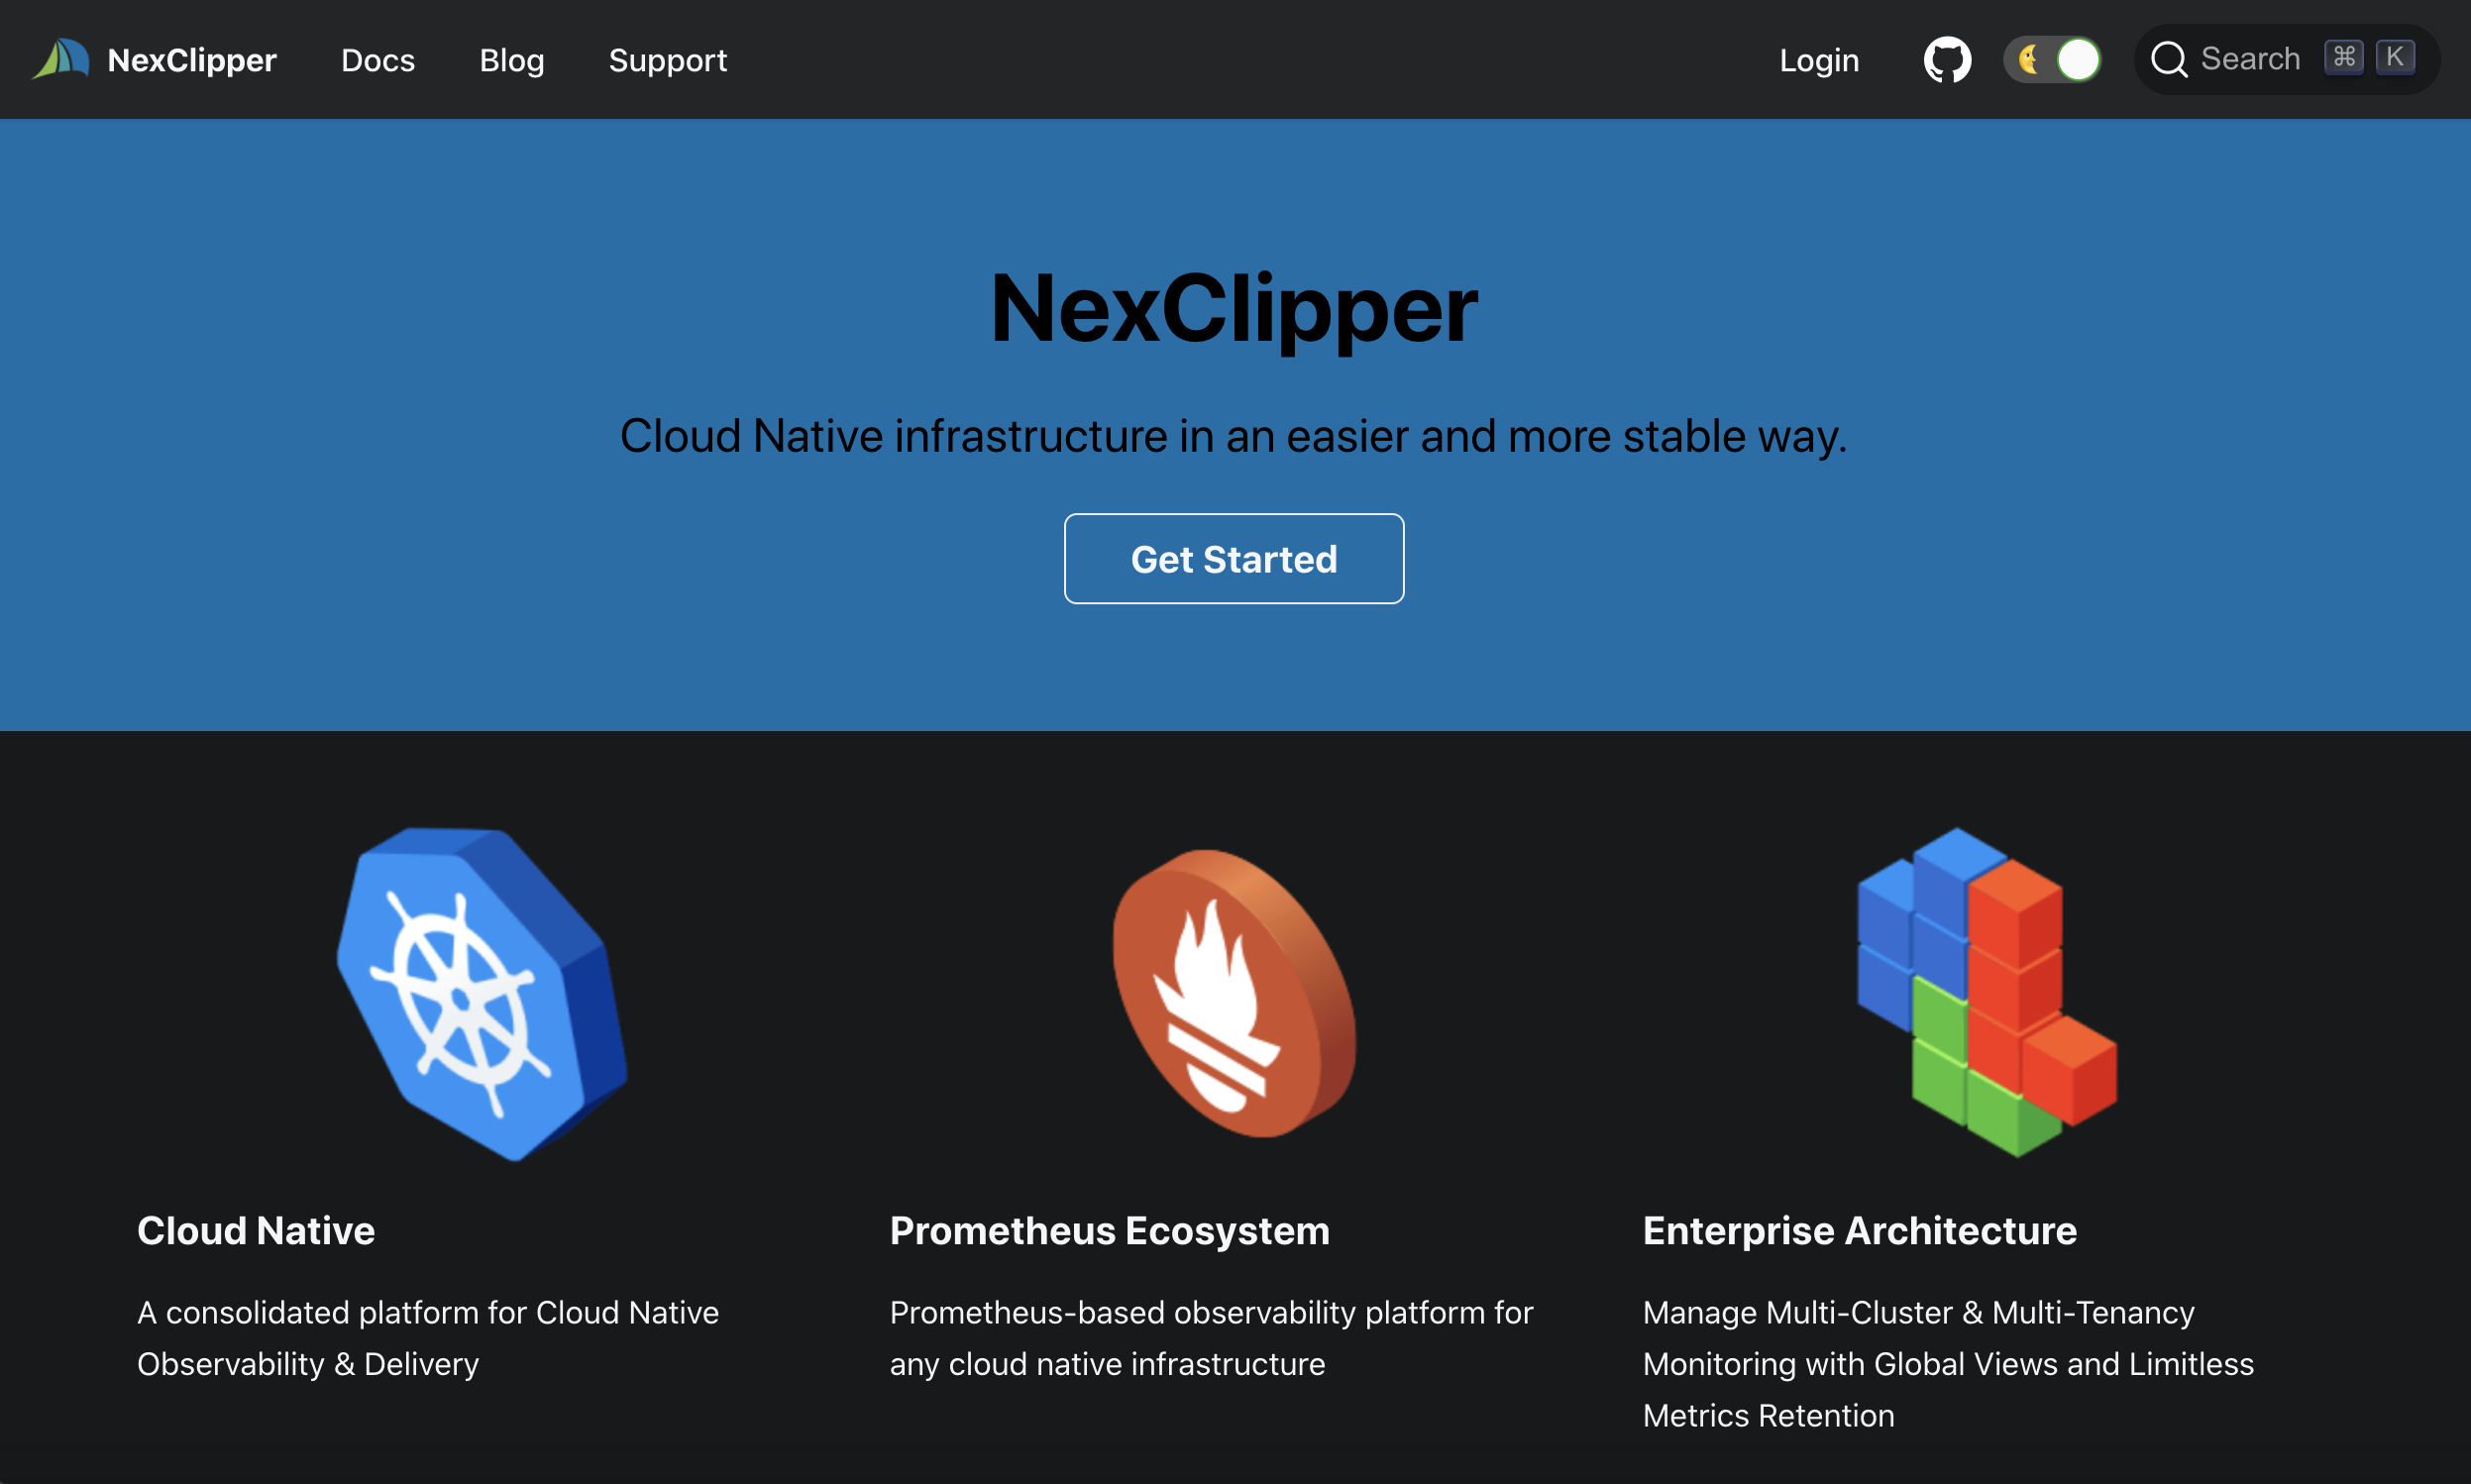 NexClipper Docs Blog Support Login Search ⌘ K
NexClipper
Cloud Native infrastructure in an easier and more stable way.
Get Started
Cloud Native
A consolidated platform for Cloud Native
Observability & Delivery
Prometheus Ecosystem
Prometheus-based observability platform for
any cloud native infrastructure
Enterprise Architecture
Manage Multi-Cluster & Multi-Tenancy
Monitoring with Global Views and Limitless
Metrics Retention